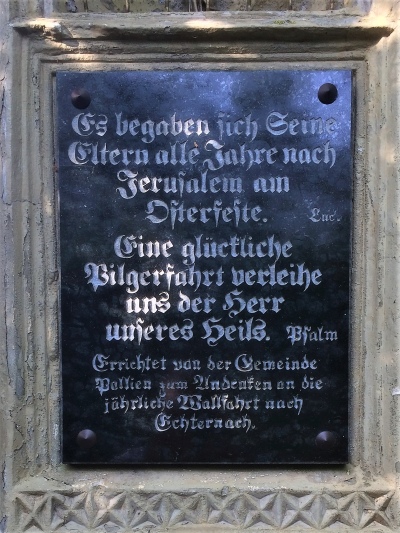 Es begaben sich Seine
Eltern alle Jahre nach
Jerusalem am
Osterfeste. Luc.
Eine glückliche
Pilgerfahrt verleihe
uns der Herr
unseres Heils. Psalm
Errichtet von der Gemeinde
Pallien zum Andenken an die
jährliche Wallfahrt nach
Echternach.